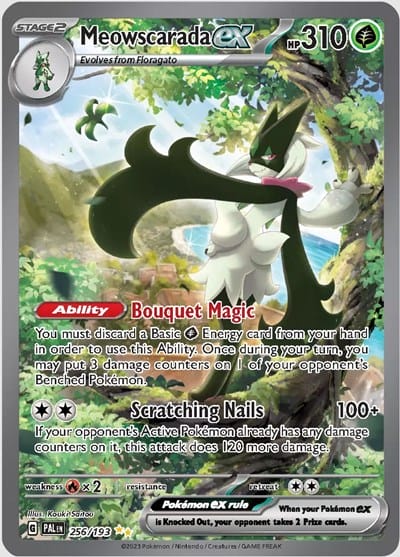 STAGE2 Meowscarada ex HP 310
Evolves from Floragato
Ability Bouquet Magic
You must discard a Basic Energy card from your hand
in order to use this Ability. Once during your turn, you
may put 3 damage counters on 1 of your opponent's
Benched Pokémon.
Scratching Nails 100+
If your opponent's Active Pokémon already has any damage
counters on it, this attack does 120 more damage.
weakness ×2 resistance retreat
Pokémon ex rule When your Pokémon ex
is Knocked Out, your opponent takes 2 Prize cards.
Illus. Kouki Saitou
G PAL EN 256/193
©2023 Pokémon / Nintendo / Creatures / GAME FREAK